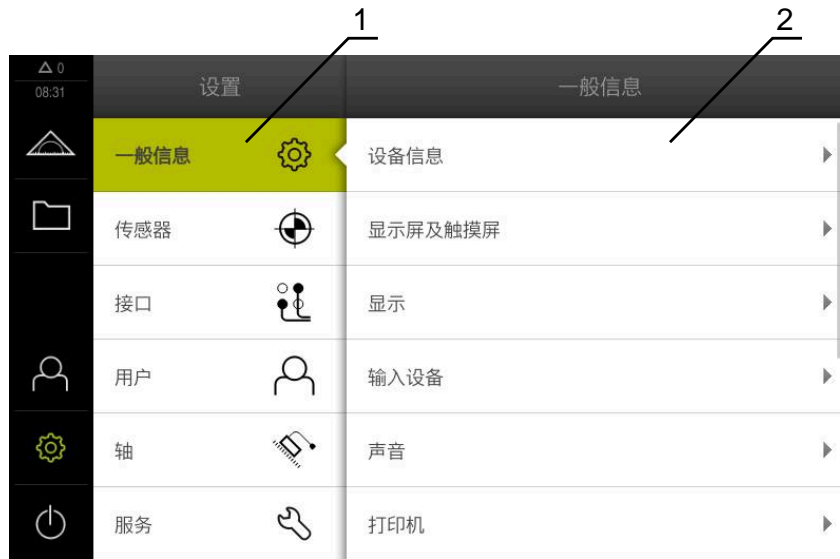 1
2
△ 0
08:31
设置
一般信息
一般信息
设备信息
传感器
显示屏及触摸屏
接口
显示
用户
输入设备
轴
声音
服务
打印机